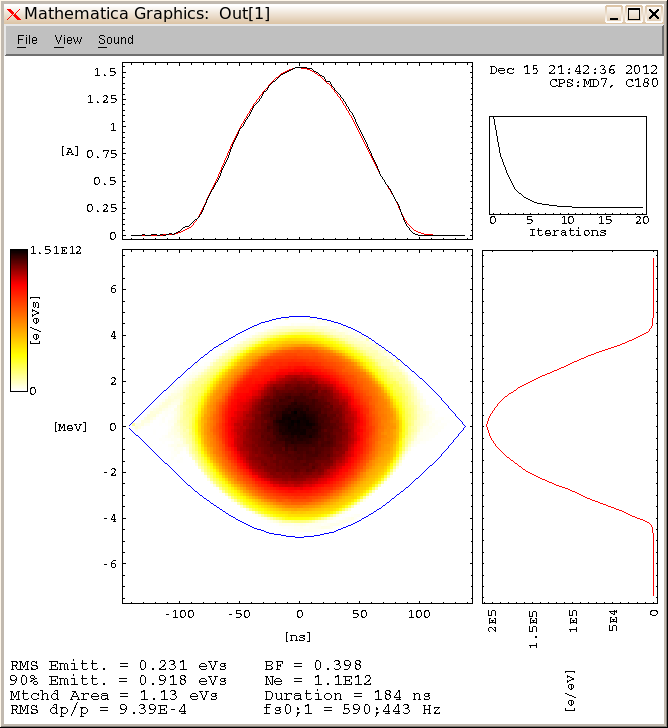 Mathematica Graphics: Out[1]
File View Sound
Dec 15 21:42:36 2012
CPS:MD7, C180
1.5
1.25
1
0.75
0.5
0.25
0
[A]
0 5 10 15 20
Iterations
1.51E12
[e/eVs]
0
6
4
2
0
-2
-4
-6
[MeV]
-100 -50 0 50 100
[ns]
2E5 1.5E5 1E5 5E4 0
[e/eV]
RMS Emitt. = 0.231 eVs BF = 0.398
90% Emitt. = 0.918 eVs Ne = 1.1E12
Mtchd Area = 1.13 eVs Duration = 184 ns
RMS dp/p = 9.39E-4 fs0;1 = 590;443 Hz